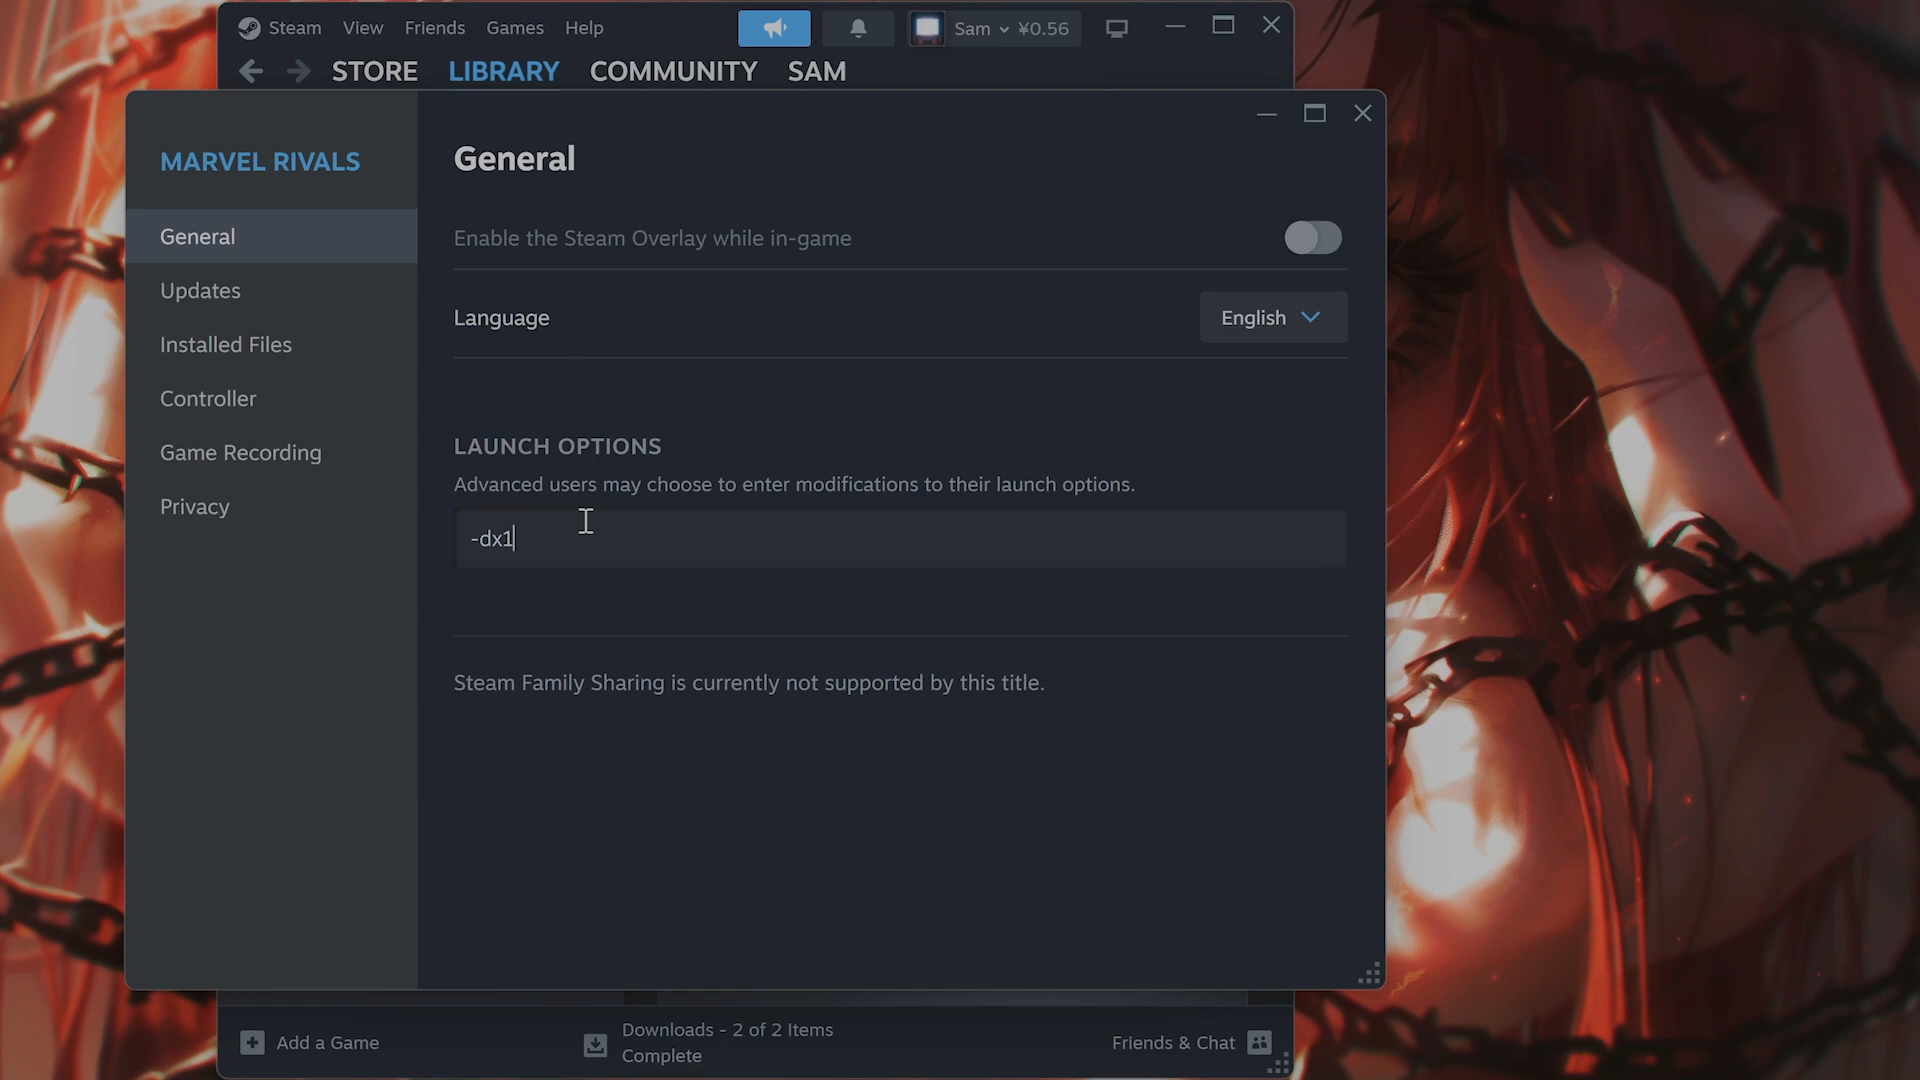 Steam View Friends Games Help Sam ¥0.56
STORE LIBRARY COMMUNITY SAM
MARVEL RIVALS
General
Updates
Installed Files
Controller
Game Recording
Privacy
General
Enable the Steam Overlay while in-game
Language English
LAUNCH OPTIONS
Advanced users may choose to enter modifications to their launch options.
-dx1
Steam Family Sharing is currently not supported by this title.
Add a Game
Downloads - 2 of 2 Items
Complete
Friends & Chat